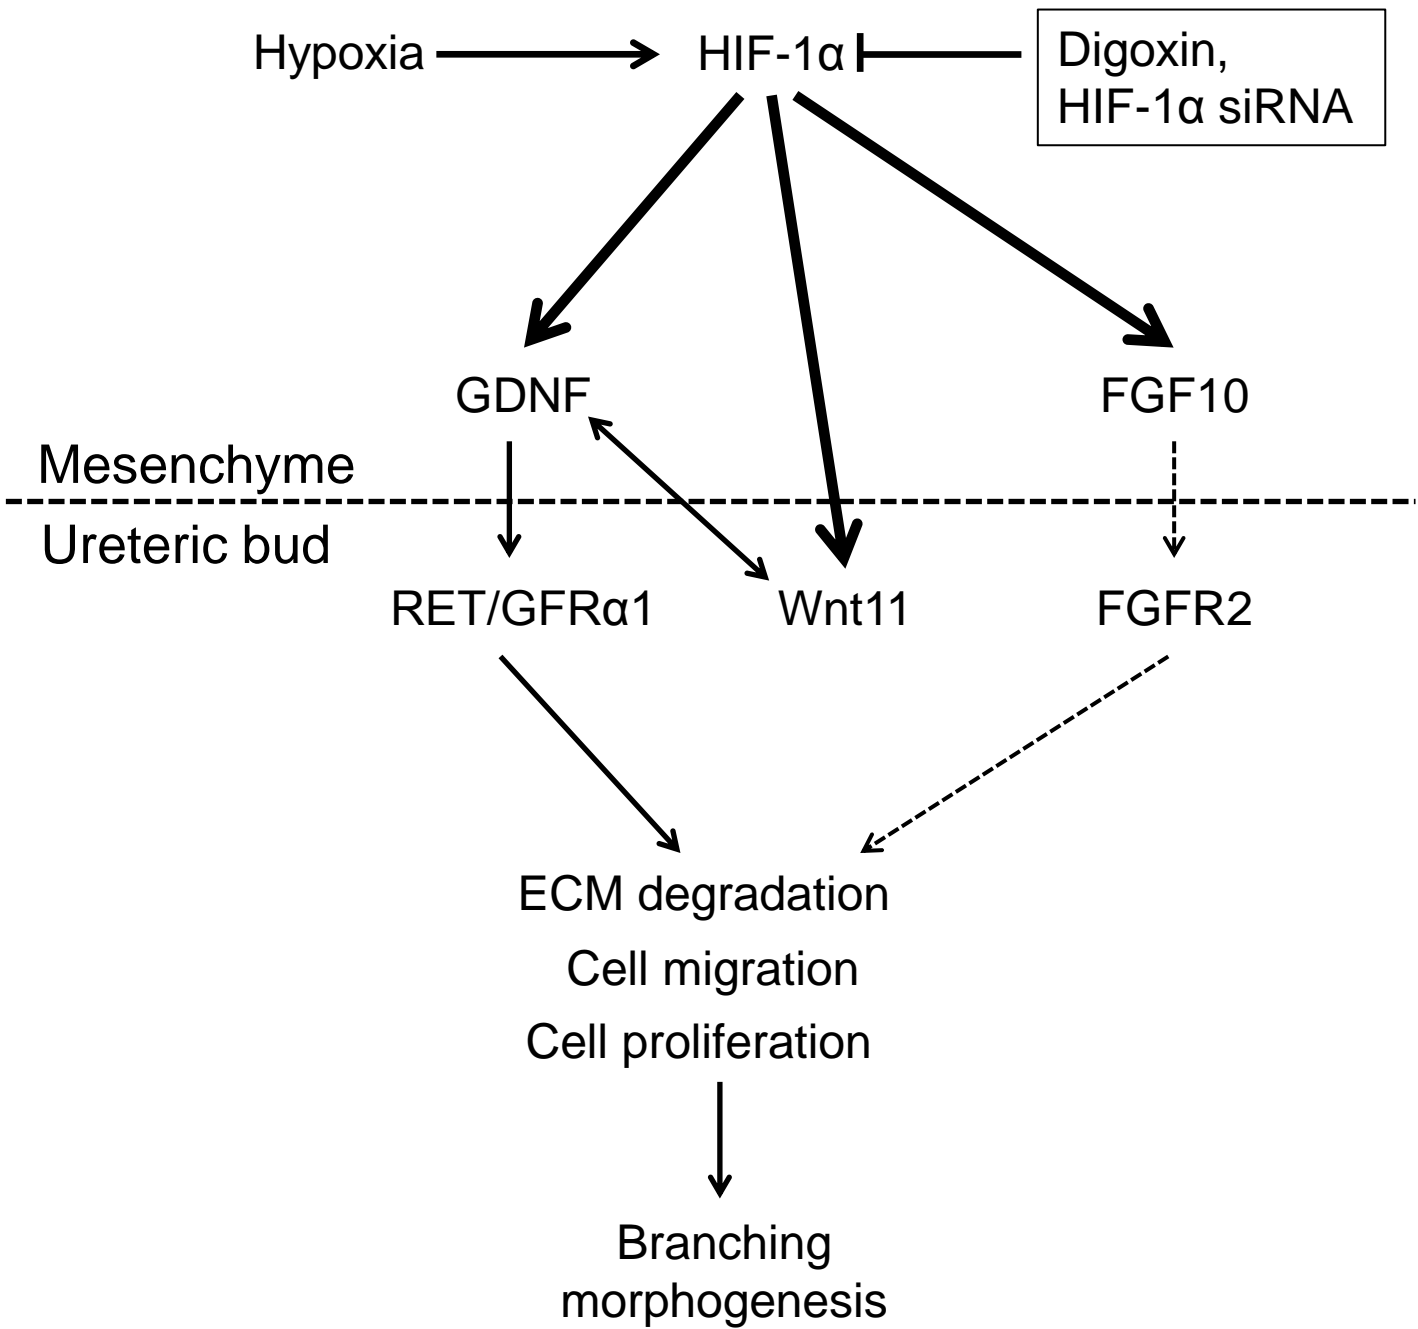 Hypoxia
HIF-1α
Digoxin,
HIF-1α siRNA
GDNF
FGF10
Mesenchyme
Ureteric bud
RET/GFRα1
Wnt11
FGFR2
ECM degradation
Cell migration
Cell proliferation
Branching
morphogenesis